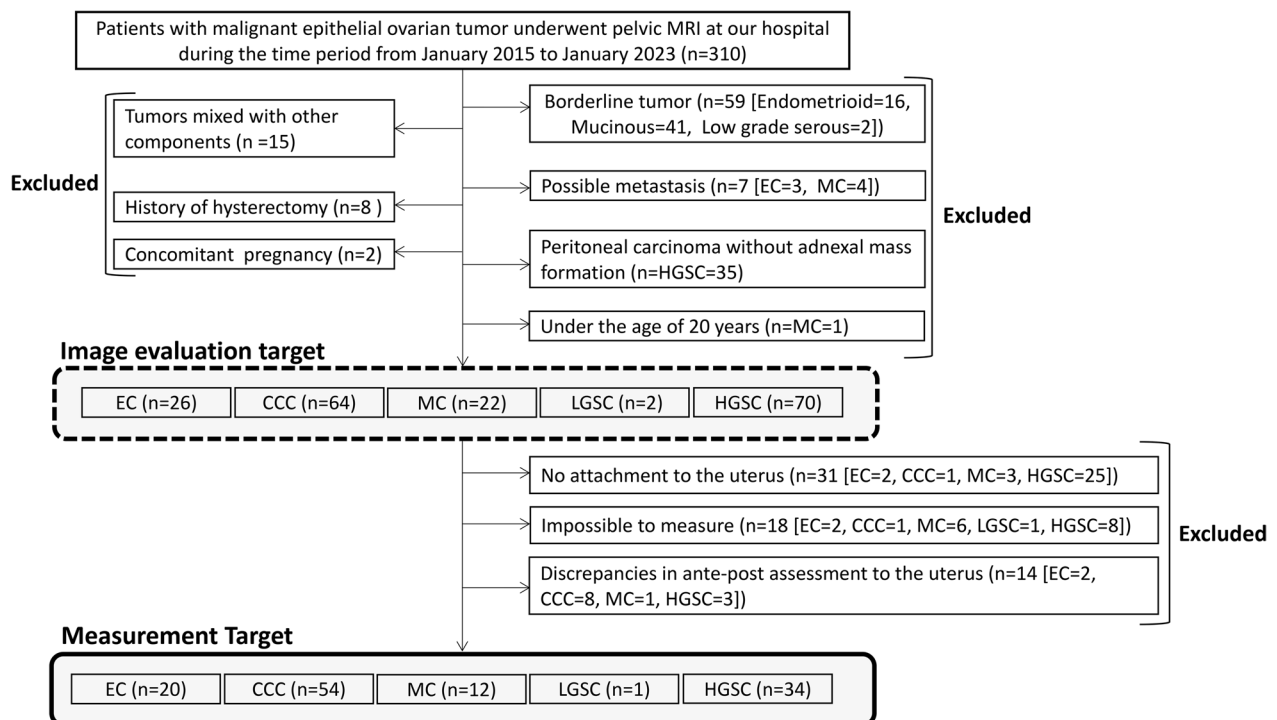 Patients with malignant epithelial ovarian tumor underwent pelvic MRI at our hospital
during the time period from January 2015 to January 2023 (n=310)
Excluded
Tumors mixed with other
components (n =15)
History of hysterectomy (n=8 )
Concomitant pregnancy (n=2)
Borderline tumor (n=59 [Endometrioid=16,
Mucinous=41, Low grade serous=2])
Possible metastasis (n=7 [EC=3, MC=4])
Peritoneal carcinoma without adnexal mass
formation (n=HGSC=35)
Under the age of 20 years (n=MC=1)
Excluded
Image evaluation target
EC (n=26)
CCC (n=64)
MC (n=22)
LGSC (n=2)
HGSC (n=70)
No attachment to the uterus (n=31 [EC=2, CCC=1, MC=3, HGSC=25])
Impossible to measure (n=18 [EC=2, CCC=1, MC=6, LGSC=1, HGSC=8])
Discrepancies in ante-post assessment to the uterus (n=14 [EC=2,
CCC=8, MC=1, HGSC=3])
Excluded
Measurement Target
EC (n=20)
CCC (n=54)
MC (n=12)
LGSC (n=1)
HGSC (n=34)